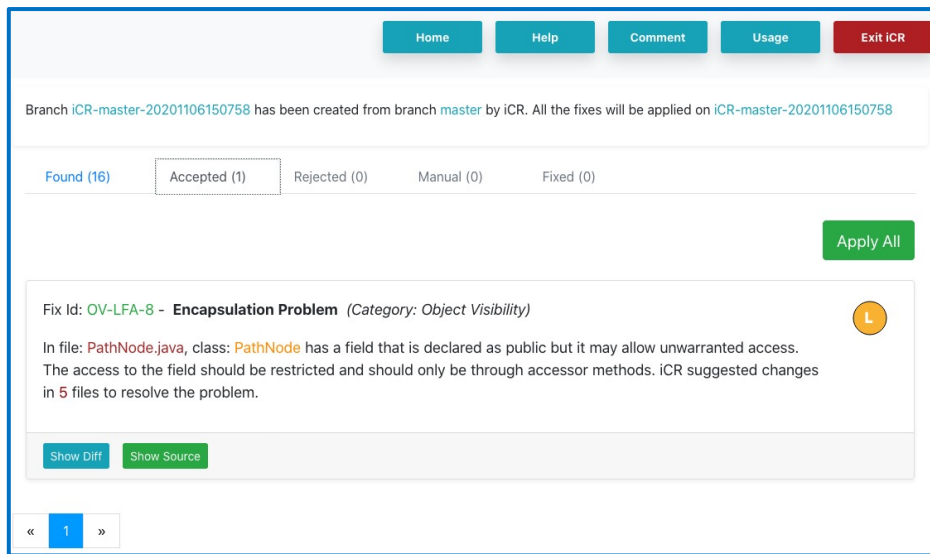 Home Help Comment Usage Exit iCR
Branch iCR-master-20201106150758 has been created from branch master by iCR. All the fixes will be applied on iCR-master-20201106150758
Found (16) Accepted (1) Rejected (0) Manual (0) Fixed (0)
Apply All
Fix Id: OV-LFA-8 - Encapsulation Problem (Category: Object Visibility)
L
In file: PathNode.java, class: PathNode has a field that is declared as public but it may allow unwarranted access.
The access to the field should be restricted and should only be through accessor methods. iCR suggested changes
in 5 files to resolve the problem.
Show Diff Show Source
« 1 »